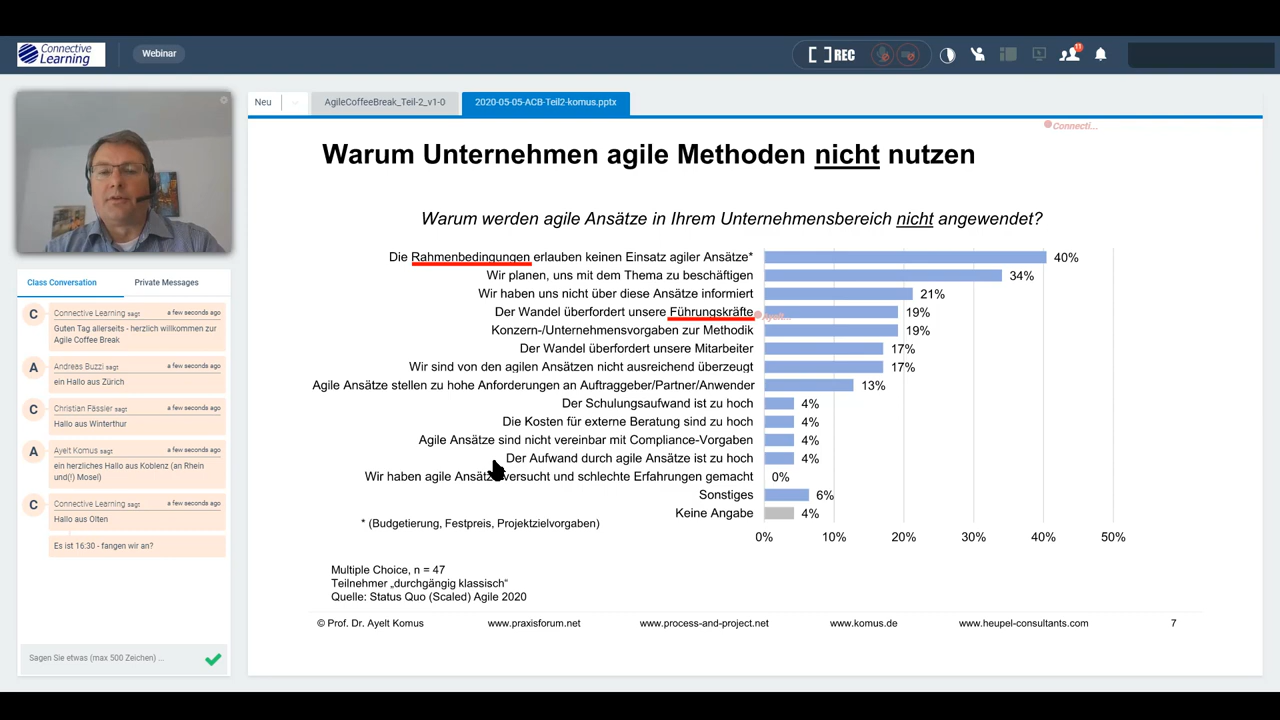 Connective
Learning
Webinar
[ ] REC
11
Neu
AgileCoffeeBreak_Teil-2_v1-0
2020-05-05-ACB-Teil2-komus.pptx
Connecti...
Class Conversation
Private Messages
C
Connective Learning sagt
a few seconds ago
Guten Tag allerseits - herzlich willkommen zur
Agile Coffee Break
A
Andreas Buzzi sagt
a few seconds ago
ein Hallo aus Zürich
C
Christian Fässler sagt
a few seconds ago
Hallo aus Winterthur
A
Ayelt Komus sagt
a few seconds ago
ein herzliches Hallo aus Koblenz (an Rhein
und(!) Mosel)
C
Connective Learning sagt
a few seconds ago
Hallo aus Olten
Es ist 16:30 - fangen wir an?
Sagen Sie etwas (max 500 Zeichen) ...
Warum Unternehmen agile Methoden nicht nutzen
Warum werden agile Ansätze in Ihrem Unternehmensbereich nicht angewendet?
Die Rahmenbedingungen erlauben keinen Einsatz agiler Ansätze* 40%
Wir planen, uns mit dem Thema zu beschäftigen 34%
Wir haben uns nicht über diese Ansätze informiert 21%
Der Wandel überfordert unsere Führungskräfte 19%
Ayelt...
Konzern-/Unternehmensvorgaben zur Methodik 19%
Der Wandel überfordert unsere Mitarbeiter 17%
Wir sind von den agilen Ansätzen nicht ausreichend überzeugt 17%
Agile Ansätze stellen zu hohe Anforderungen an Auftraggeber/Partner/Anwender 13%
Der Schulungsaufwand ist zu hoch 4%
Die Kosten für externe Beratung sind zu hoch 4%
Agile Ansätze sind nicht vereinbar mit Compliance-Vorgaben 4%
Der Aufwand durch agile Ansätze ist zu hoch 4%
Wir haben agile Ansätze versucht und schlechte Erfahrungen gemacht 0%
Sonstiges 6%
Keine Angabe 4%
* (Budgetierung, Festpreis, Projektzielvorgaben)
0% 10% 20% 30% 40% 50%
Multiple Choice, n = 47
Teilnehmer „durchgängig klassisch“
Quelle: Status Quo (Scaled) Agile 2020
© Prof. Dr. Ayelt Komus www.praxisforum.net www.process-and-project.net www.komus.de www.heupel-consultants.com 7